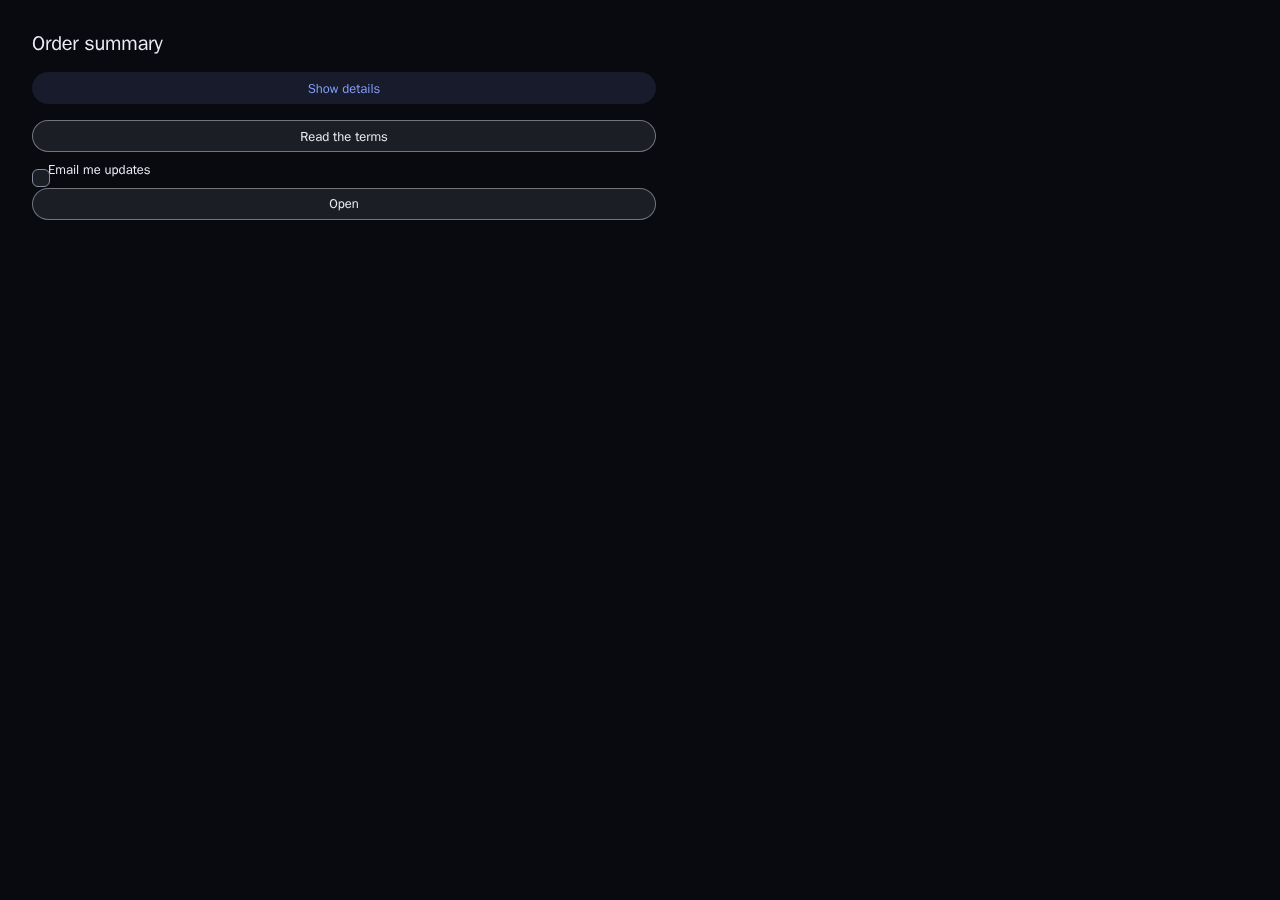 Order summary
Show details
Read the terms
Email me updates
Open